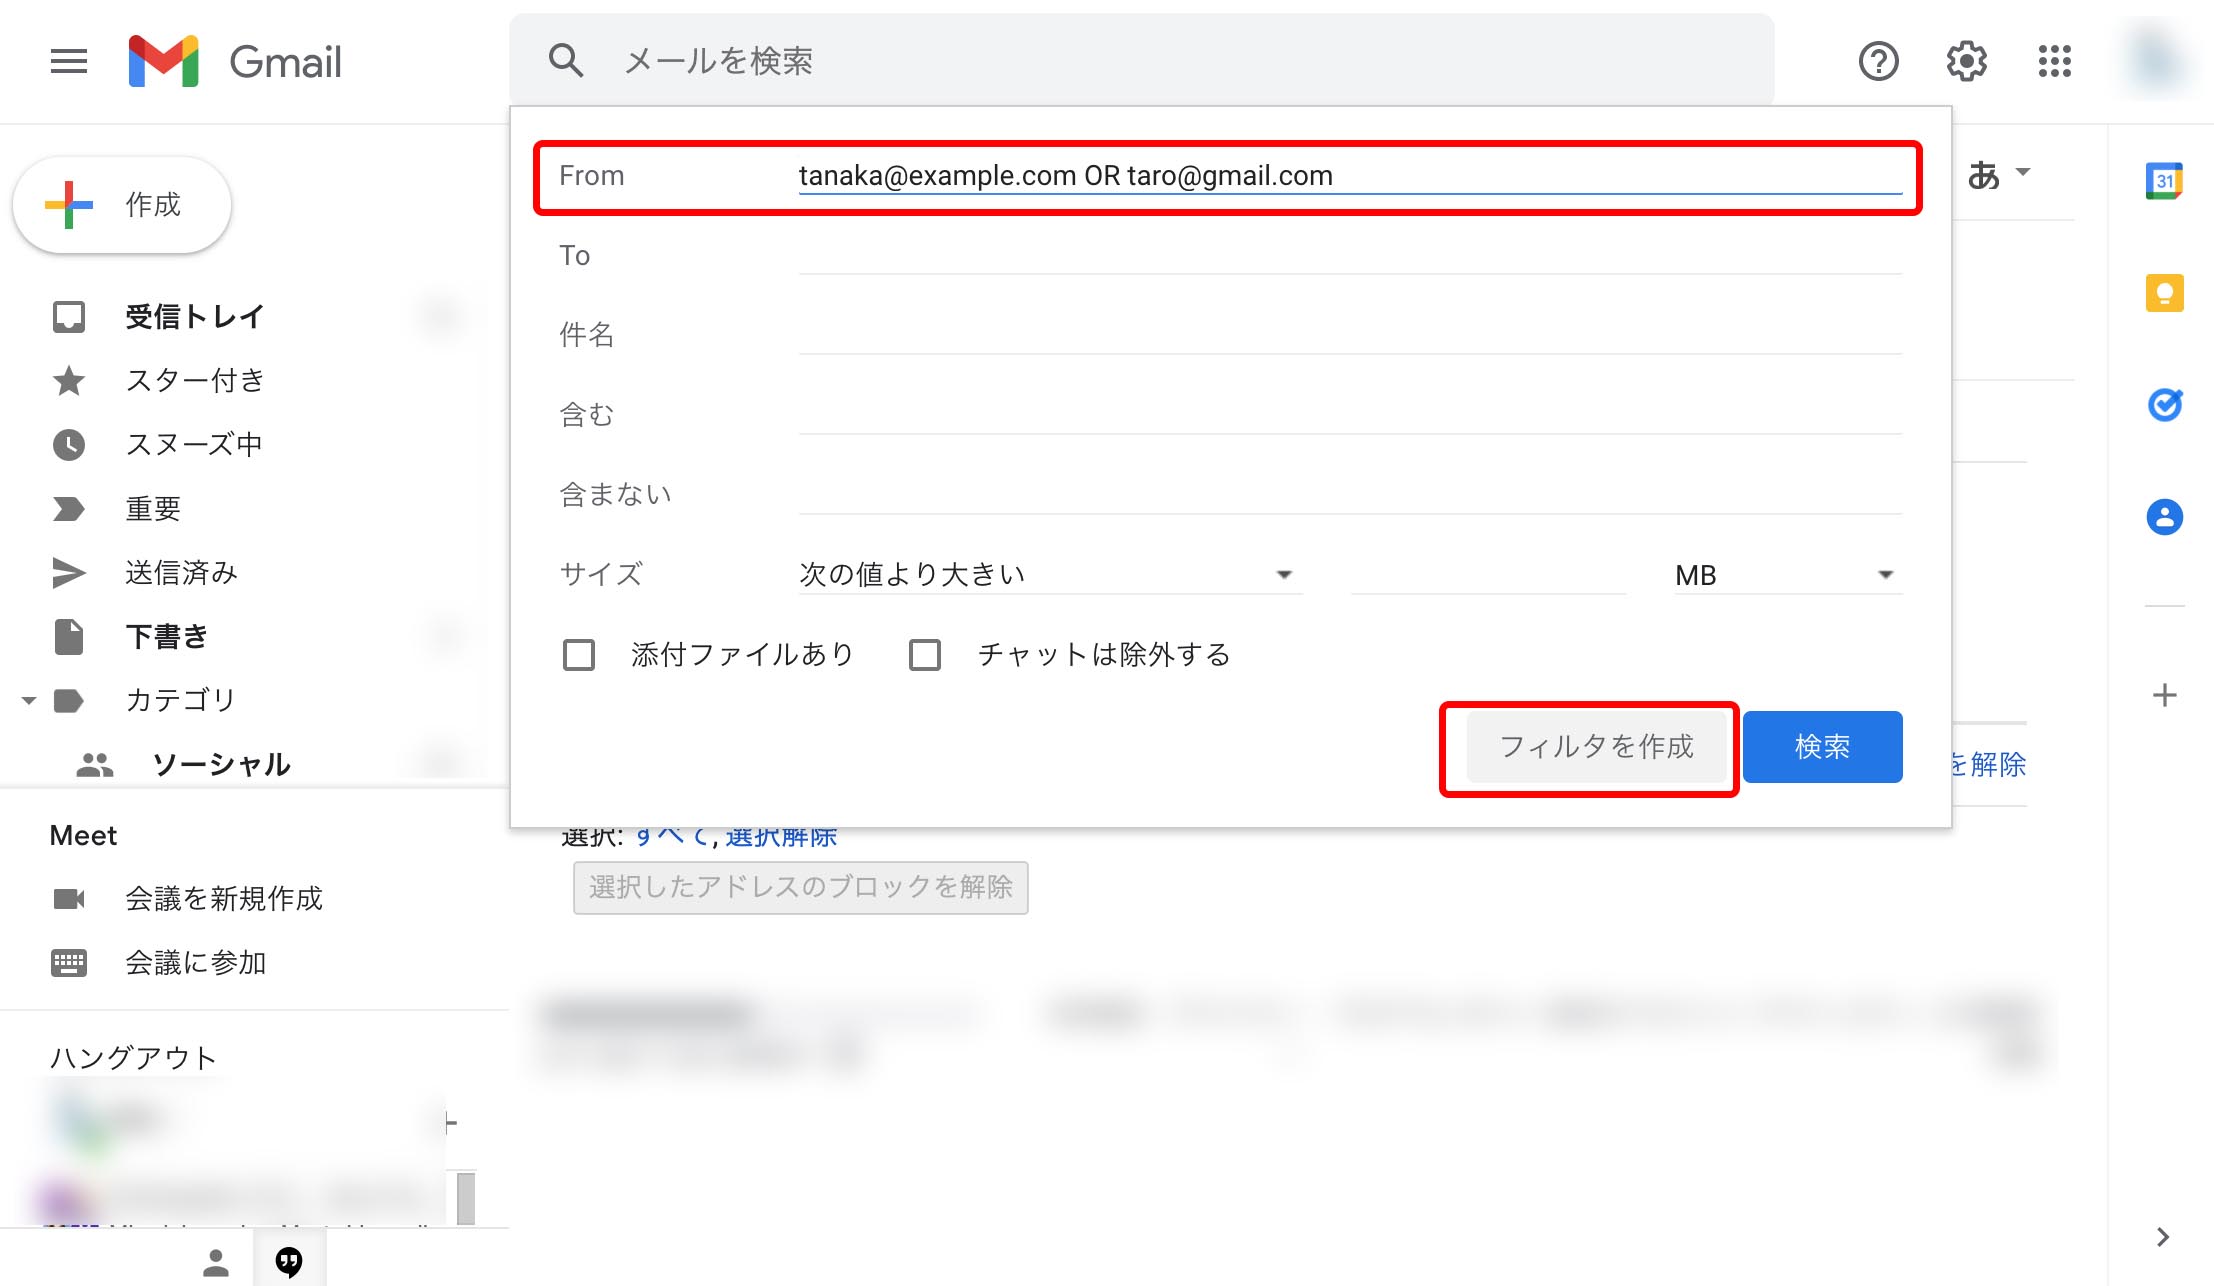 Gmail
メールを検索
作成
受信トレイ
スター付き
スヌーズ中
重要
送信済み
下書き
カテゴリ
ソーシャル
Meet
会議を新規作成
会議に参加
ハングアウト
From tanaka@example.com OR taro@gmail.com
To
件名
含む
含まない
サイズ 次の値より大きい MB
添付ファイルあり チャットは除外する
フィルタを作成 検索
あ
31
を解除
選択: すべて, 選択解除
選択したアドレスのブロックを解除